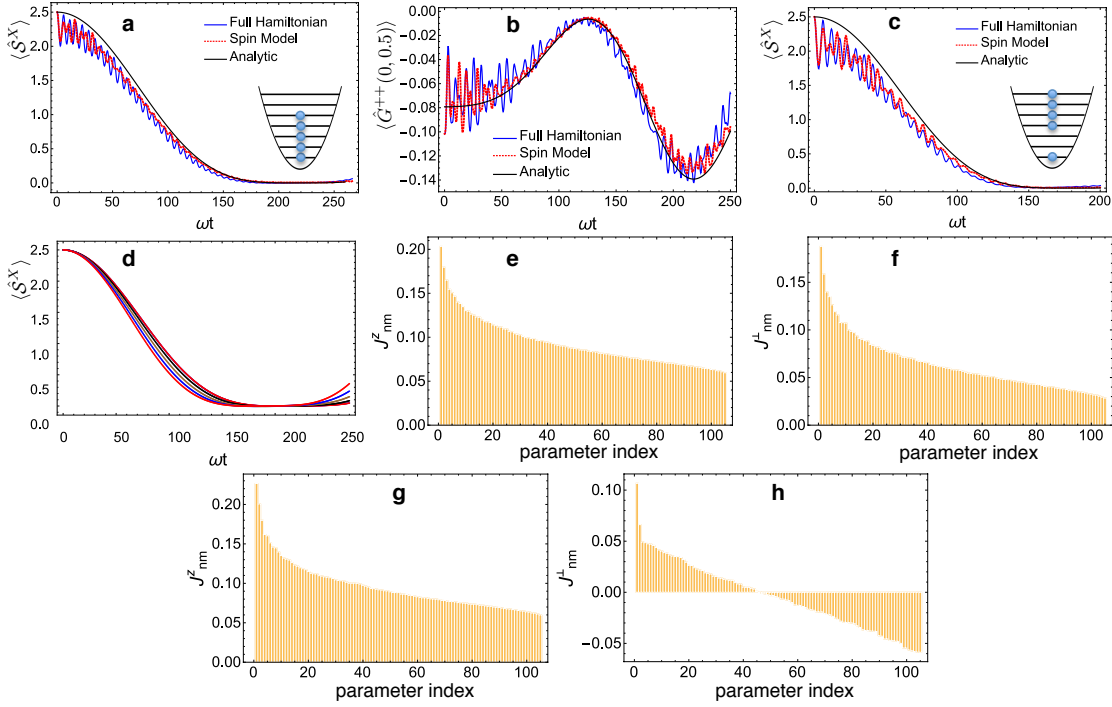 a
⟨Ŝ^X⟩
2.5
2.0
1.5
1.0
0.5
0.0
Full Hamiltonian
Spin Model
Analytic
0 50 100 150 200 250
ωt
b
⟨Ĝ^++(0, 0.5)⟩
0.00
−0.02
−0.04
−0.06
−0.08
−0.10
−0.12
−0.14
Full Hamiltonian
Spin Model
Analytic
0 50 100 150 200 250
ωt
c
⟨Ŝ^X⟩
2.5
2.0
1.5
1.0
0.5
0.0
Full Hamiltonian
Spin Model
Analytic
0 50 100 150 200
ωt
d
⟨Ŝ^X⟩
2.5
2.0
1.5
1.0
0.5
0.0
0 50 100 150 200 250
ωt
e
J^z_nm
0.20
0.15
0.10
0.05
0.00
0 20 40 60 80 100
parameter index
f
J^⊥_nm
0.20
0.15
0.10
0.05
0.00
0 20 40 60 80 100
parameter index
g
J^z_nm
0.20
0.15
0.10
0.05
0.00
0 20 40 60 80 100
parameter index
h
J^⊥_nm
0.10
0.05
0.00
−0.05
0 20 40 60 80 100
parameter index